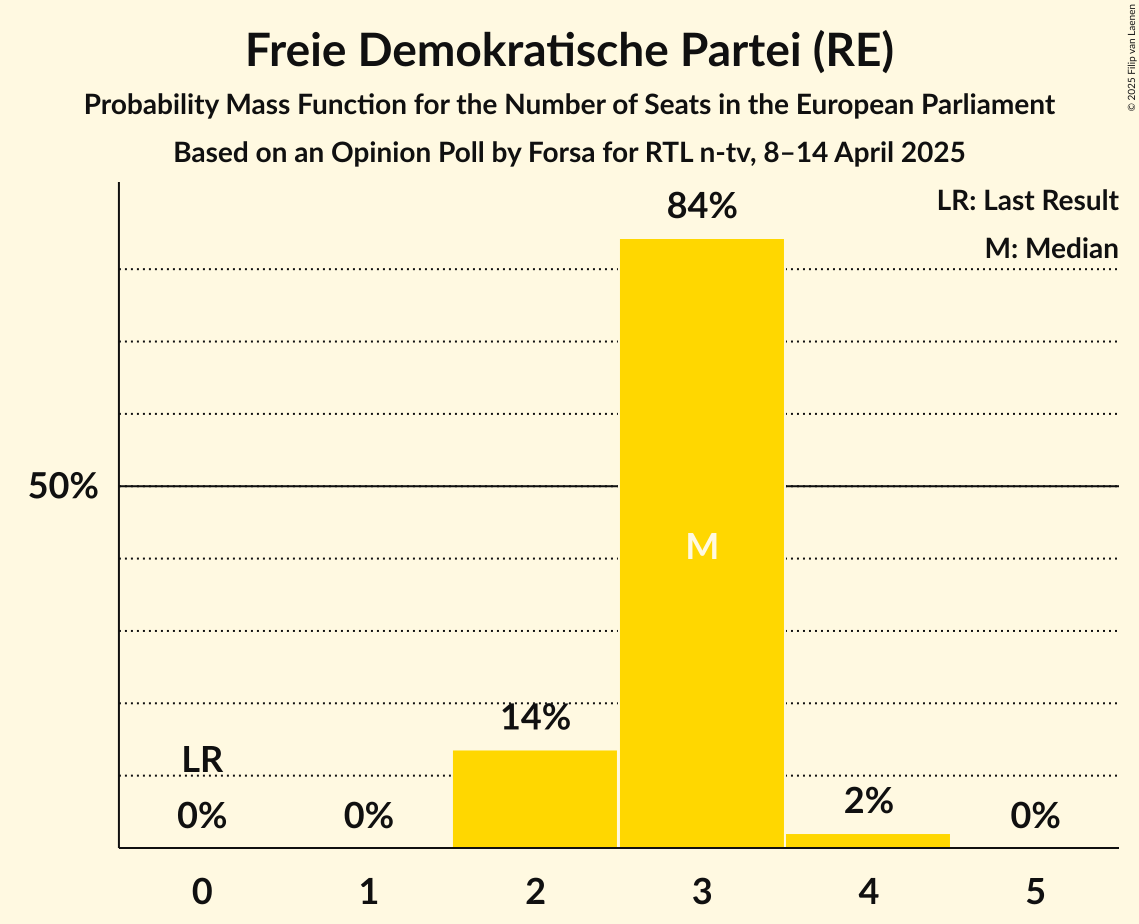 Freie Demokratische Partei (RE)
Probability Mass Function for the Number of Seats in the European Parliament
Based on an Opinion Poll by Forsa for RTL n-tv, 8–14 April 2025
© 2025 Filip van Laenen
LR: Last Result
M: Median
84%
50%
M
14%
LR
0%
0%
2%
0%
0
1
2
3
4
5